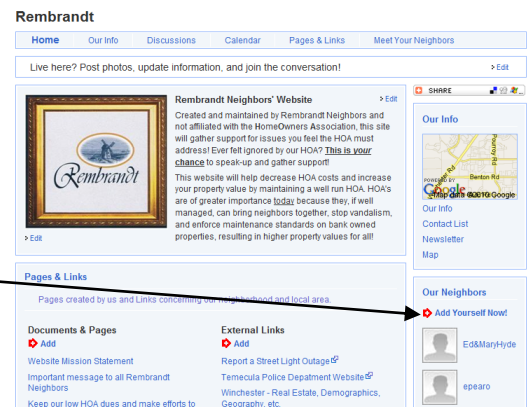 Rembrandt
Home Our Info Discussions Calendar Pages & Links Meet Your Neighbors
Live here? Post photos, update information, and join the conversation! > Edit
SHARE
Rembrandt Neighbors' Website > Edit
Created and maintained by Rembrandt Neighbors and
not affiliated with the HomeOwners Association, this site
will gather support for issues you feel the HOA must
address! Ever felt ignored by our HOA? This is your
chance to speak-up and gather support!
This website will help decrease HOA costs and increase
your property value by maintaining a well run HOA. HOA's
are of greater importance today because they, if well
managed, can bring neighbors together, stop vandalism,
and enforce maintenance standards on bank owned
properties, resulting in higher property values for all!
Rembrandt
> Edit
Our Info
Pourroy Rd
Benton Rd
POWERED BY
Google
Map data ©2010 Google
Our Info
Contact List
Newsletter
Map
Pages & Links
Pages created by us and Links concerning our neighborhood and local area.
Documents & Pages
Add
Website Mission Statement
Important message to all Rembrandt
Neighbors
Keep our low HOA dues and make efforts to
External Links
Add
Report a Street Light Outage
Temecula Police Depatment Website
Winchester - Real Estate, Demographics,
Geography, etc.
Our Neighbors
Add Yourself Now!
Ed&MaryHyde
epearo